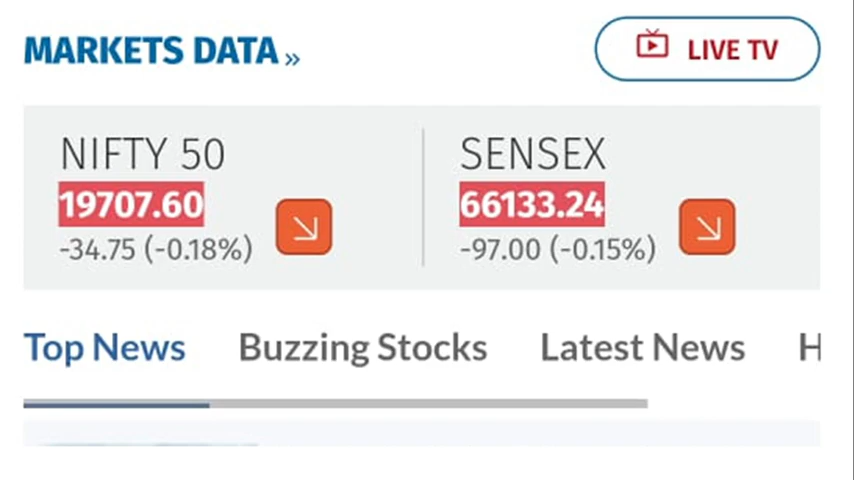 MARKETS DATA »
LIVE TV
NIFTY 50
19707.60
-34.75 (-0.18%)
SENSEX
66133.24
-97.00 (-0.15%)
Top News
Buzzing Stocks
Latest News
H